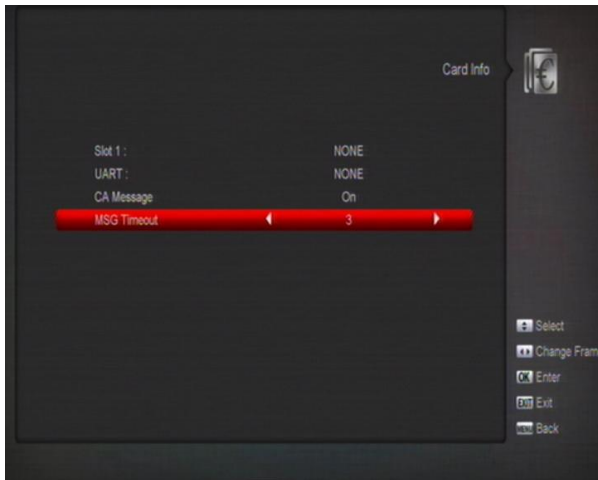 Card Info
€
Slot 1 : NONE
UART : NONE
CA Message On
MSG Timeout 3
Select
Change Fram
OK Enter
EXIT Exit
MENU Back